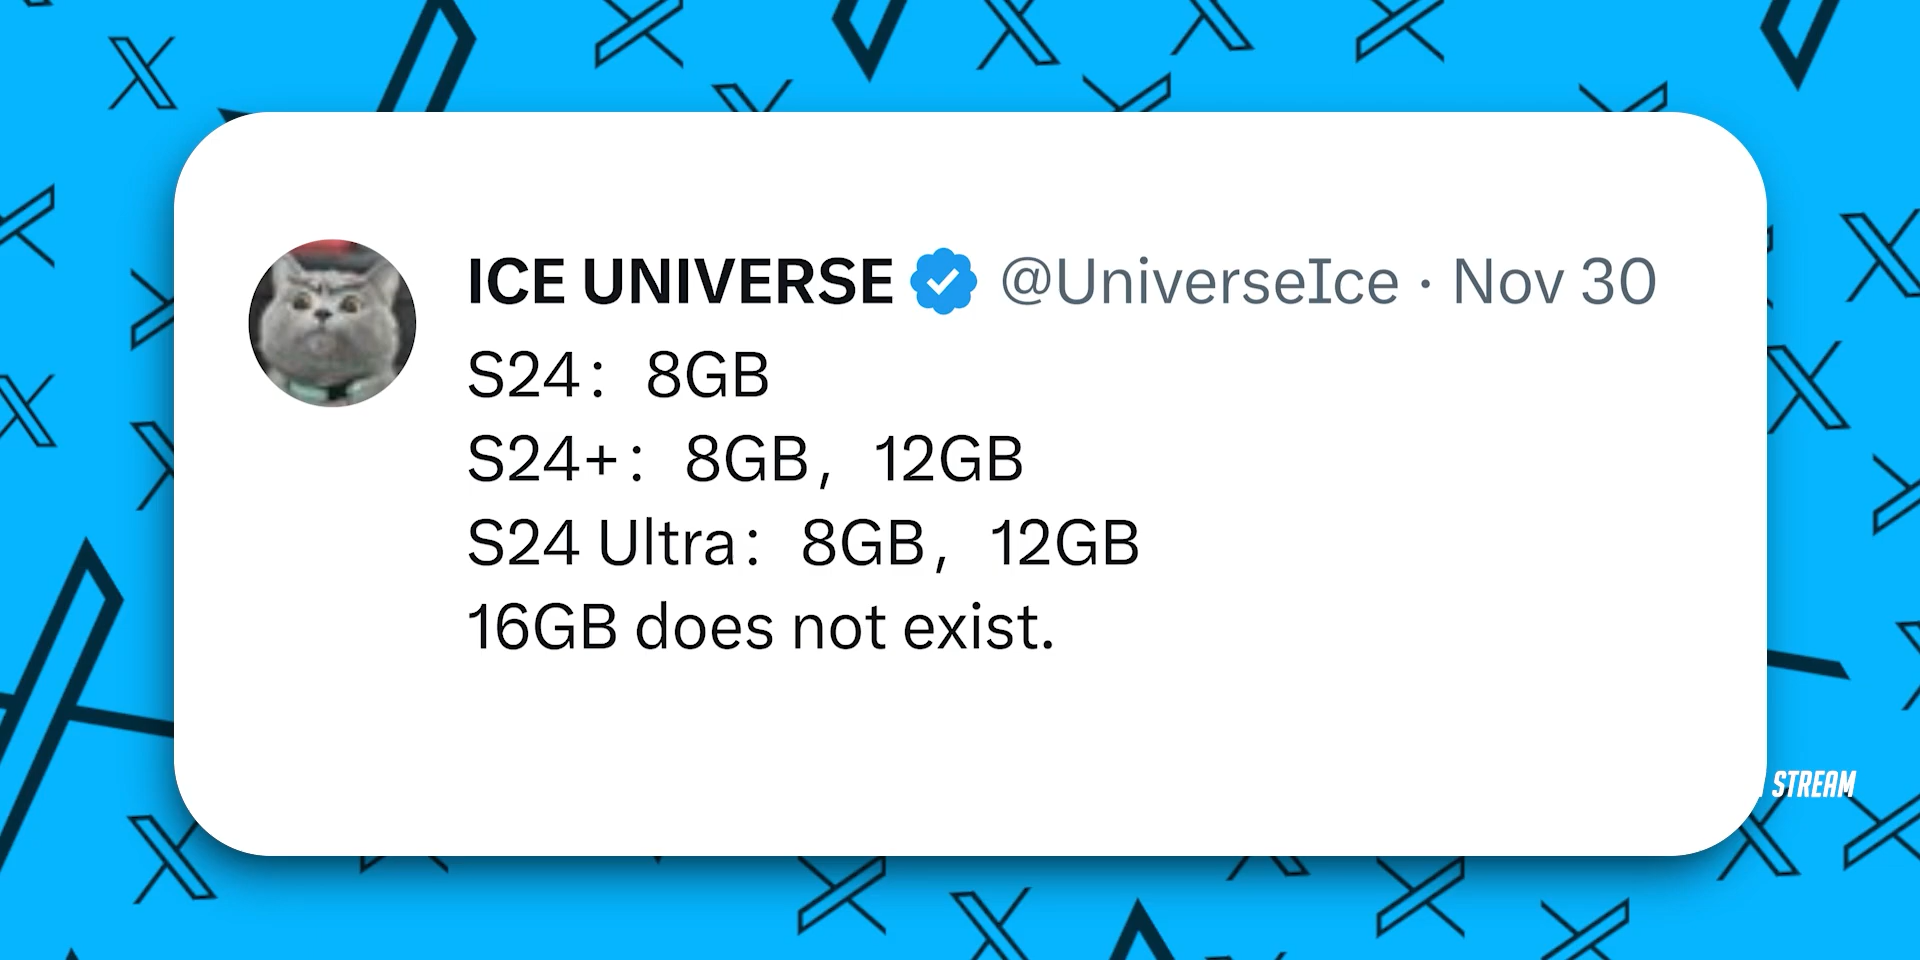 ICE UNIVERSE @UniverseIce · Nov 30
S24：8GB
S24+：8GB，12GB
S24 Ultra：8GB，12GB
16GB does not exist.
STREAM